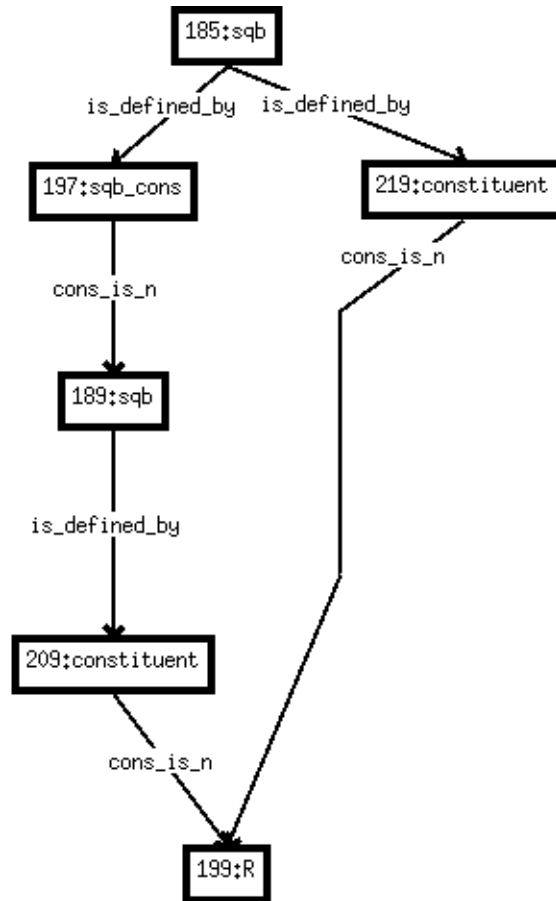 185:sqb
is_defined_by is_defined_by
197:sqb_cons
219:constituent
cons_is_n
cons_is_n
189:sqb
is_defined_by
209:constituent
cons_is_n
199:R